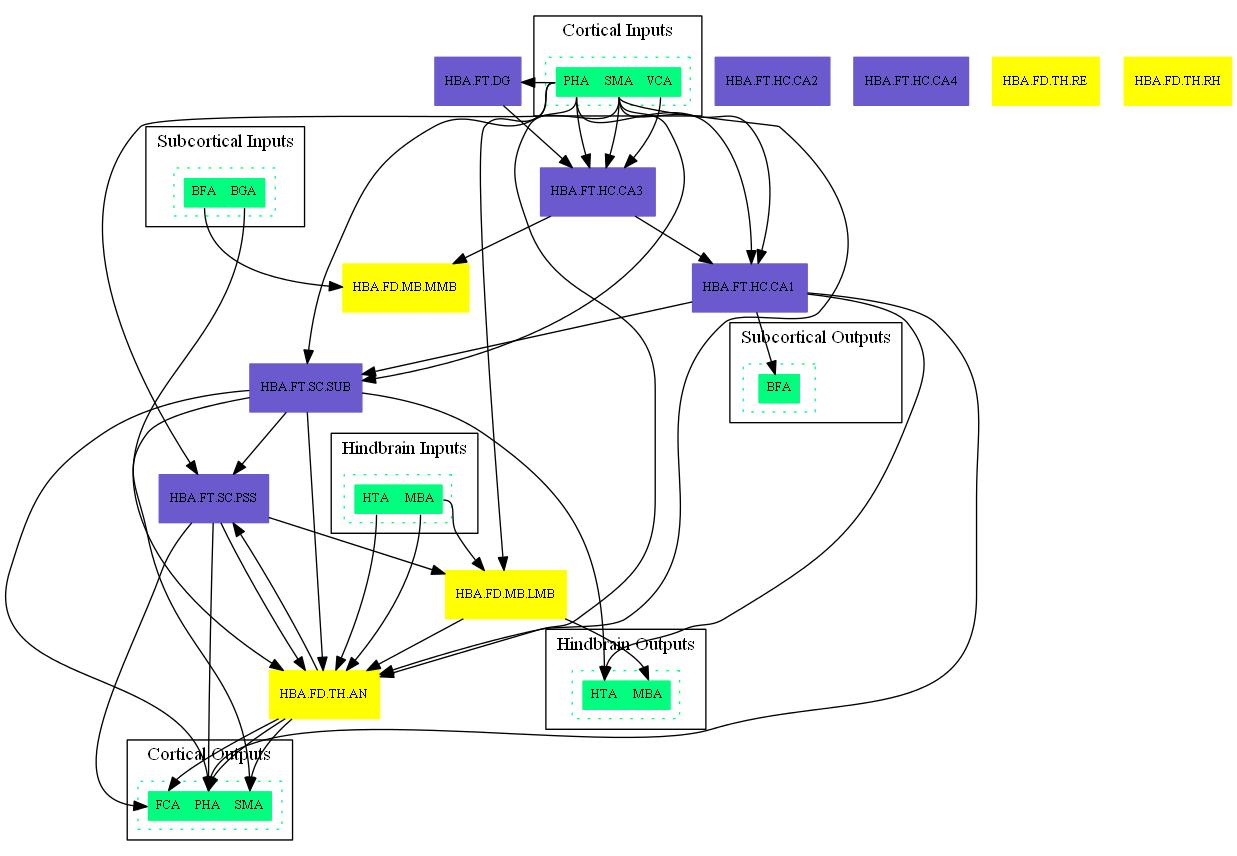 Cortical Inputs
HBA.FT.DG
PHA SMA VCA
HBA.FT.HC.CA2
HBA.FT.HC.CA4
HBA.FD.TH.RE
HBA.FD.TH.RH
Subcortical Inputs
BFA BGA
HBA.FT.HC.CA3
HBA.FD.MB.MMB
HBA.FT.HC.CA1
Subcortical Outputs
BFA
HBA.FT.SC.SUB
Hindbrain Inputs
HTA MBA
HBA.FT.SC.PSS
HBA.FD.MB.LMB
Hindbrain Outputs
HTA MBA
HBA.FD.TH.AN
Cortical Outputs
FCA PHA SMA